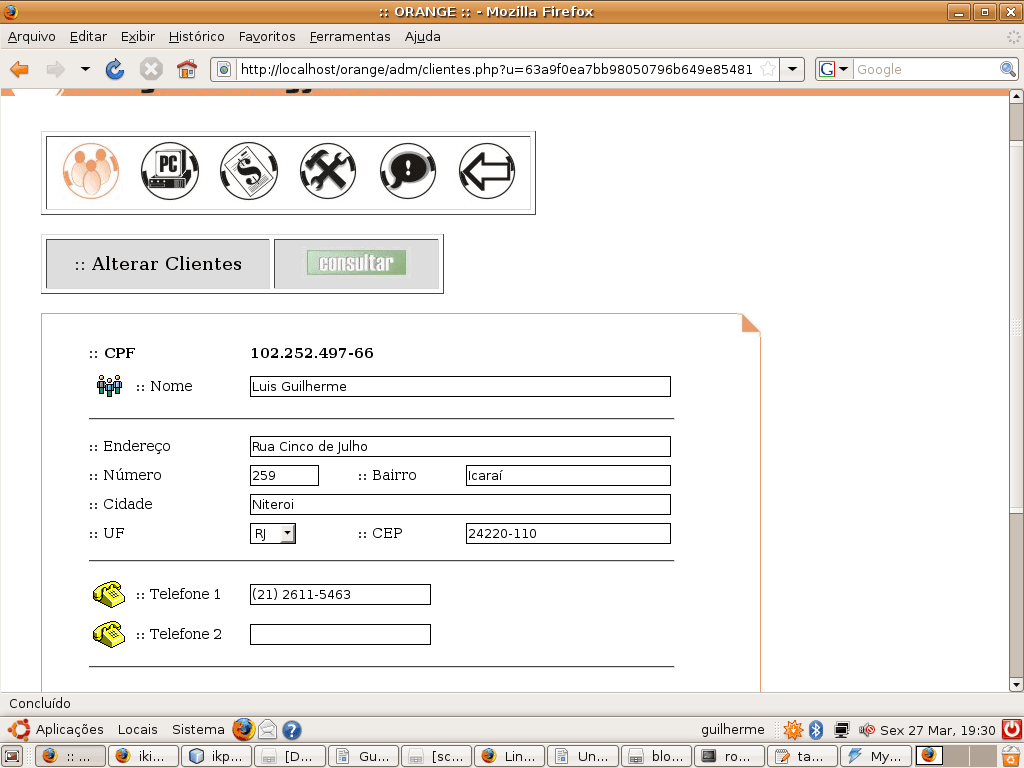 :: ORANGE :: - Mozilla Firefox
Arquivo Editar Exibir Histórico Favoritos Ferramentas Ajuda
http://localhost/orange/adm/clientes.php?u=63a9f0ea7bb98050796b649e85481 G Google
PC $ !
:: Alterar Clientes consultar
:: CPF 102.252.497-66
:: Nome Luis Guilherme
:: Endereço Rua Cinco de Julho
:: Número 259 :: Bairro Icaraí
:: Cidade Niteroi
:: UF RJ :: CEP 24220-110
:: Telefone 1 (21) 2611-5463
:: Telefone 2
Concluído
Aplicações Locais Sistema ? guilherme Sex 27 Mar, 19:30
:: ... iki... ikp... [D... Gu... [sc... Lin... Un... blo... ro... ta... My...